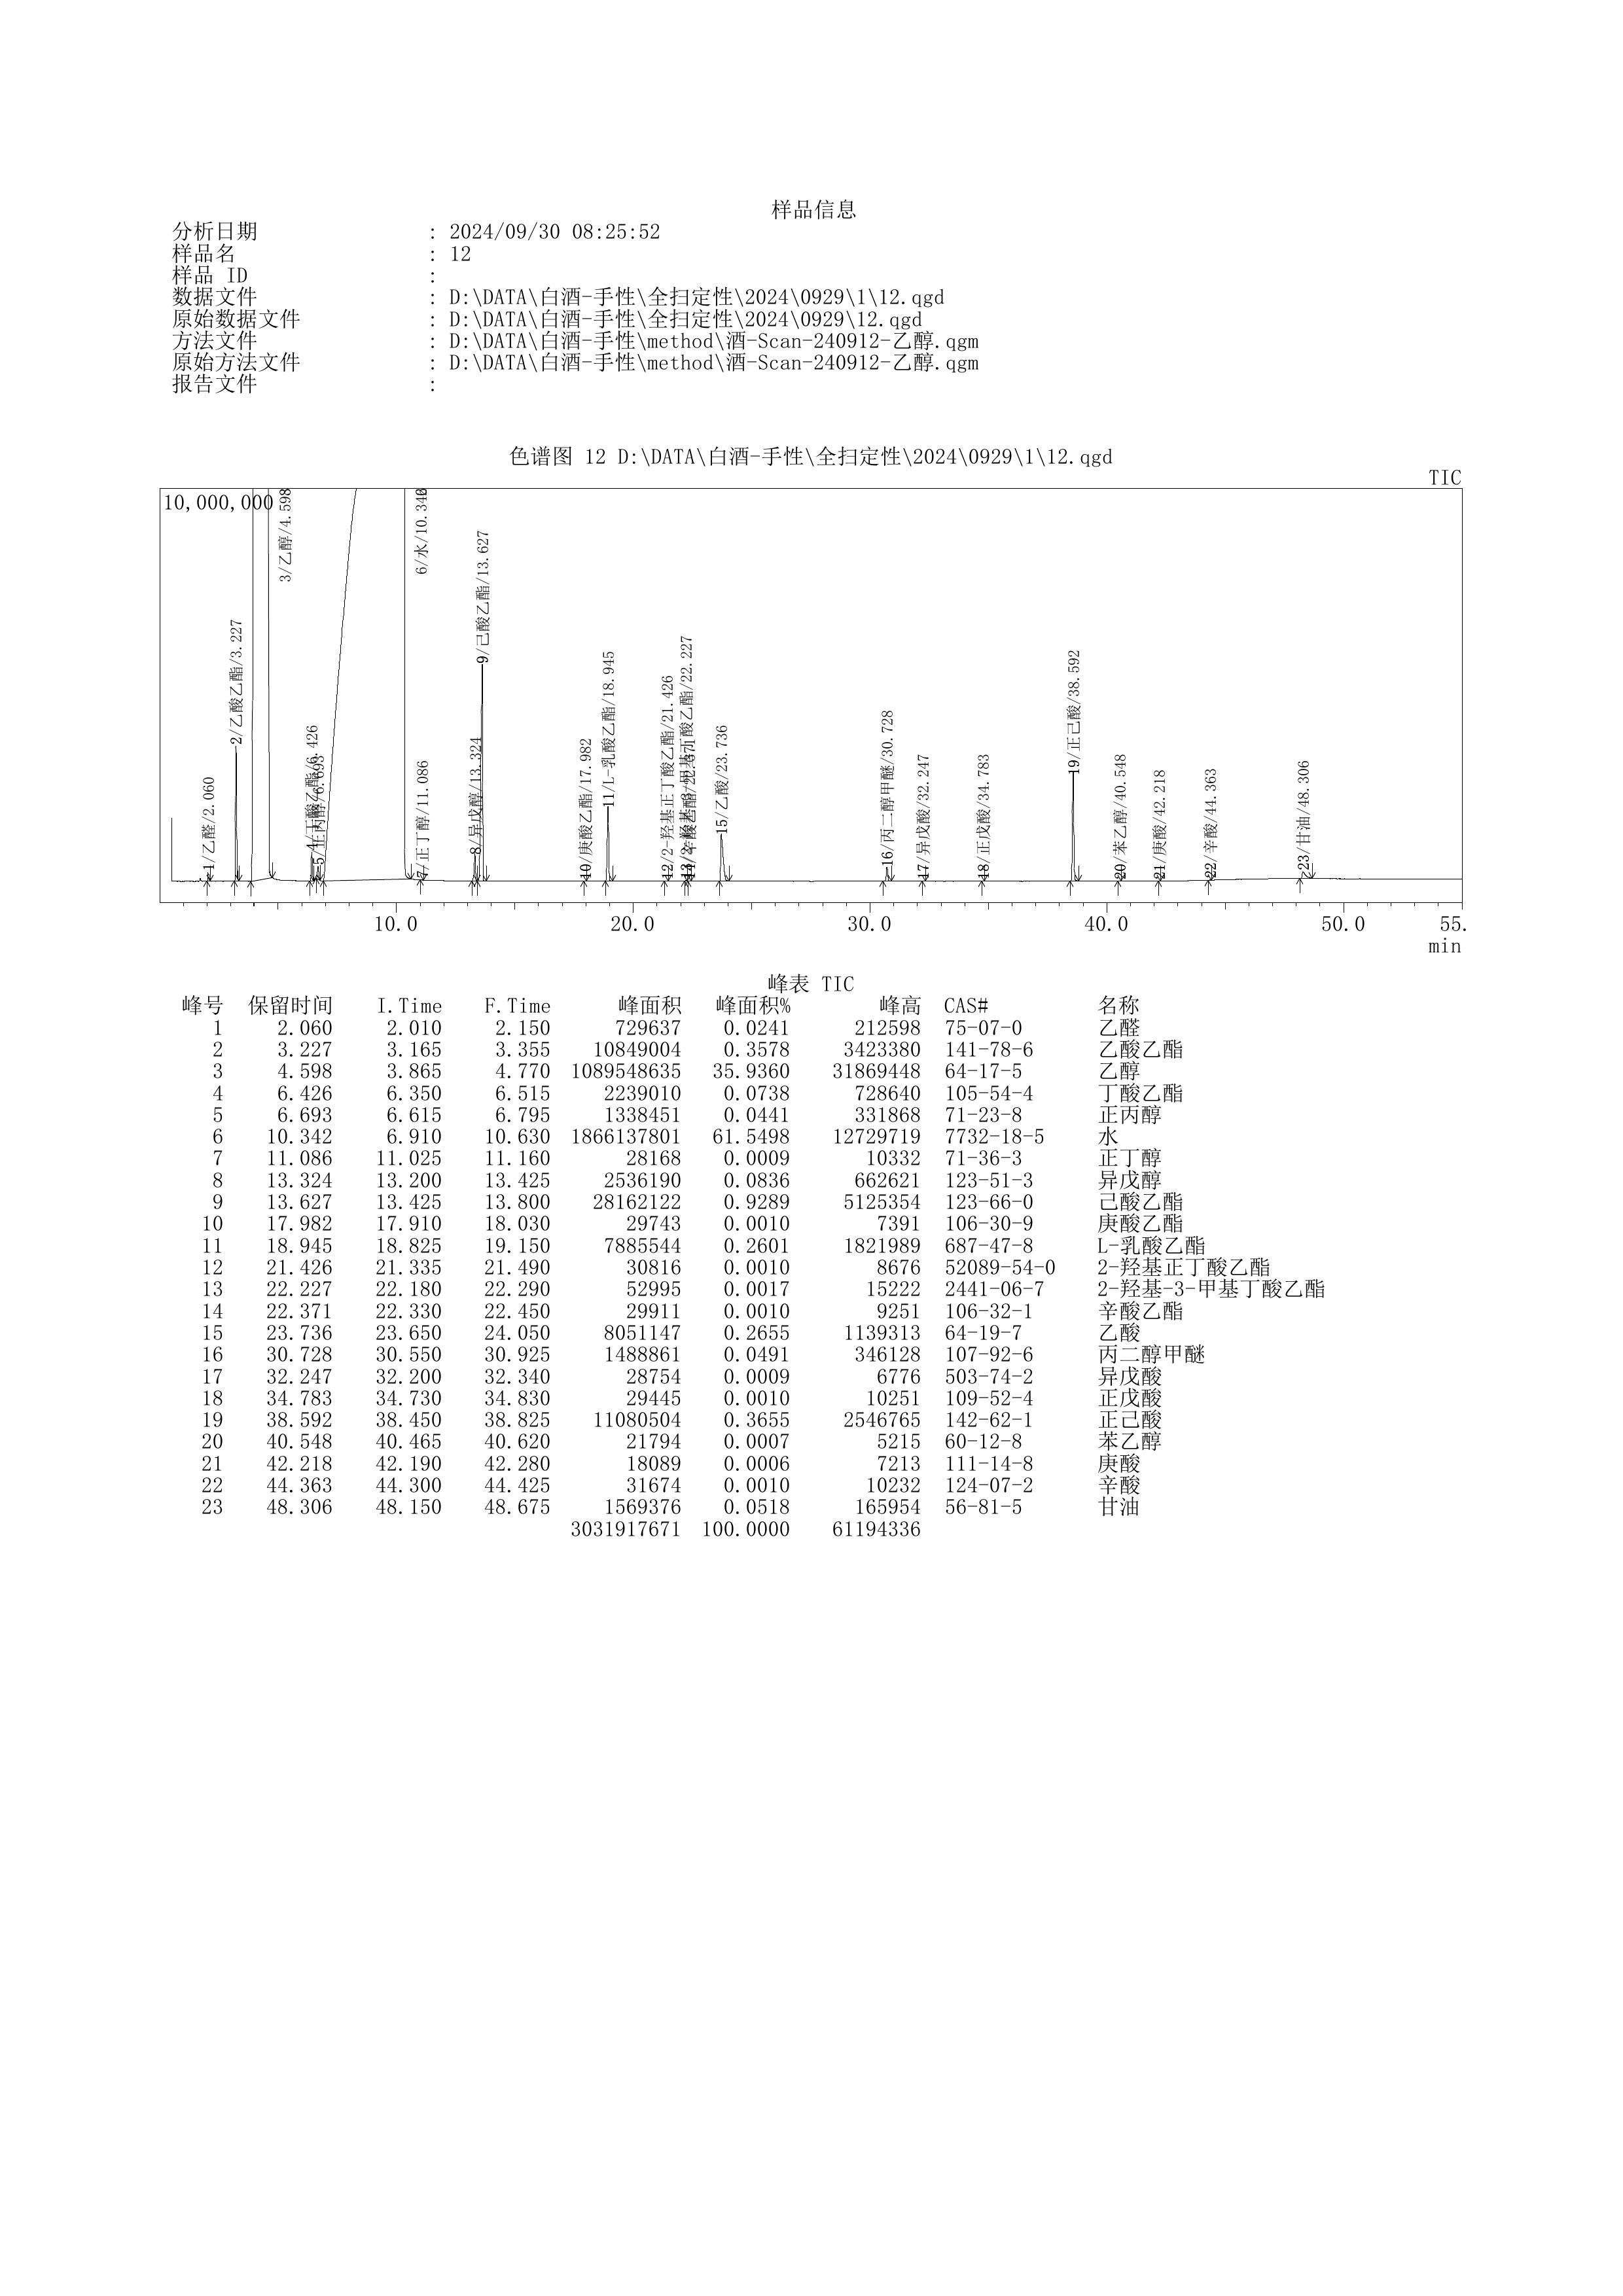 样品信息
分析日期 : 2024/09/30 08:25:52
样品名 : 12
样品 ID :
数据文件 : D:\DATA\白酒-手性\全扫定性\2024\0929\1\12.qgd
原始数据文件 : D:\DATA\白酒-手性\全扫定性\2024\0929\12.qgd
方法文件 : D:\DATA\白酒-手性\method\酒-Scan-240912-乙醇.qgm
原始方法文件 : D:\DATA\白酒-手性\method\酒-Scan-240912-乙醇.qgm
报告文件 :
色谱图 12 D:\DATA\白酒-手性\全扫定性\2024\0929\1\12.qgd
TIC
10,000,000
1/乙醛/2.060
2/乙酸乙酯/3.227
3/乙醇/4.598
4/丁酸乙酯/6.426
5/正丙醇/6.693
6/水/10.342
7/正丁醇/11.086
8/异戊醇/13.324
9/己酸乙酯/13.627
10/庚酸乙酯/17.982
11/L-乳酸乙酯/18.945
12/2-羟基正丁酸乙酯/21.426
13/2-羟基-3-甲基丁酸乙酯/22.227
14/辛酸乙酯/22.371
15/乙酸/23.736
16/丙二醇甲醚/30.728
17/异戊酸/32.247
18/正戊酸/34.783
19/正己酸/38.592
20/苯乙醇/40.548
21/庚酸/42.218
22/辛酸/44.363
23/甘油/48.306
10.0 20.0 30.0 40.0 50.0 55.
min
峰表 TIC
峰号 保留时间 I.Time F.Time 峰面积 峰面积% 峰高 CAS# 名称
1 2.060 2.010 2.150 729637 0.0241 212598 75-07-0 乙醛
2 3.227 3.165 3.355 10849004 0.3578 3423380 141-78-6 乙酸乙酯
3 4.598 3.865 4.770 1089548635 35.9360 31869448 64-17-5 乙醇
4 6.426 6.350 6.515 2239010 0.0738 728640 105-54-4 丁酸乙酯
5 6.693 6.615 6.795 1338451 0.0441 331868 71-23-8 正丙醇
6 10.342 6.910 10.630 1866137801 61.5498 12729719 7732-18-5 水
7 11.086 11.025 11.160 28168 0.0009 10332 71-36-3 正丁醇
8 13.324 13.200 13.425 2536190 0.0836 662621 123-51-3 异戊醇
9 13.627 13.425 13.800 28162122 0.9289 5125354 123-66-0 己酸乙酯
10 17.982 17.910 18.030 29743 0.0010 7391 106-30-9 庚酸乙酯
11 18.945 18.825 19.150 7885544 0.2601 1821989 687-47-8 L-乳酸乙酯
12 21.426 21.335 21.490 30816 0.0010 8676 52089-54-0 2-羟基正丁酸乙酯
13 22.227 22.180 22.290 52995 0.0017 15222 2441-06-7 2-羟基-3-甲基丁酸乙酯
14 22.371 22.330 22.450 29911 0.0010 9251 106-32-1 辛酸乙酯
15 23.736 23.650 24.050 8051147 0.2655 1139313 64-19-7 乙酸
16 30.728 30.550 30.925 1488861 0.0491 346128 107-92-6 丙二醇甲醚
17 32.247 32.200 32.340 28754 0.0009 6776 503-74-2 异戊酸
18 34.783 34.730 34.830 29445 0.0010 10251 109-52-4 正戊酸
19 38.592 38.450 38.825 11080504 0.3655 2546765 142-62-1 正己酸
20 40.548 40.465 40.620 21794 0.0007 5215 60-12-8 苯乙醇
21 42.218 42.190 42.280 18089 0.0006 7213 111-14-8 庚酸
22 44.363 44.300 44.425 31674 0.0010 10232 124-07-2 辛酸
23 48.306 48.150 48.675 1569376 0.0518 165954 56-81-5 甘油
3031917671 100.0000 61194336